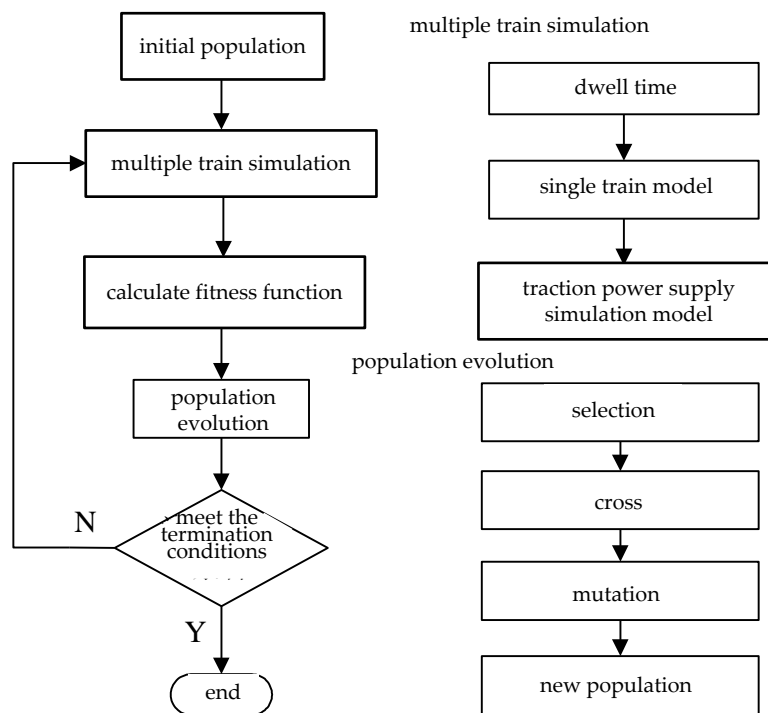 initial population
multiple train simulation
calculate fitness function
population
evolution
meet the
termination
conditions
N
Y
end
multiple train simulation
dwell time
single train model
traction power supply
simulation model
population evolution
selection
cross
mutation
new population